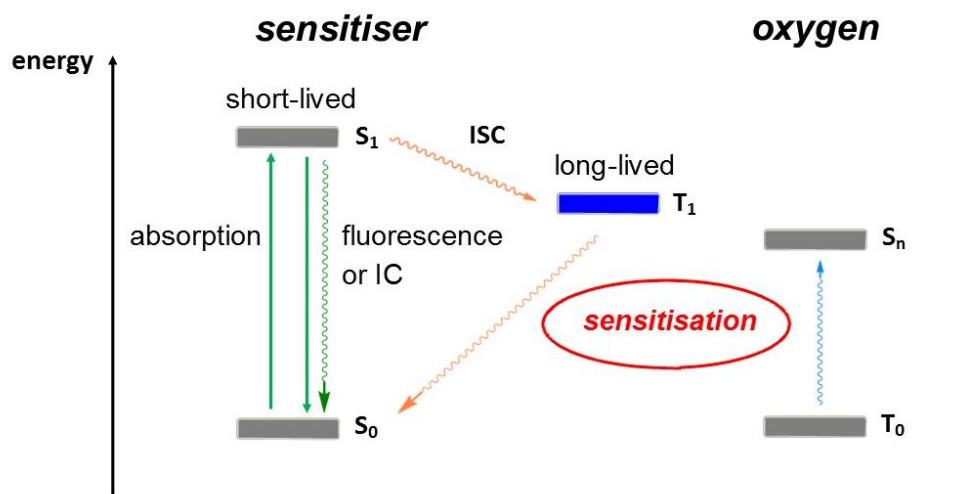 sensitiser
oxygen
energy
short-lived
S₁
ISC
long-lived
T₁
absorption
fluorescence
or IC
Sₙ
sensitisation
S₀
T₀